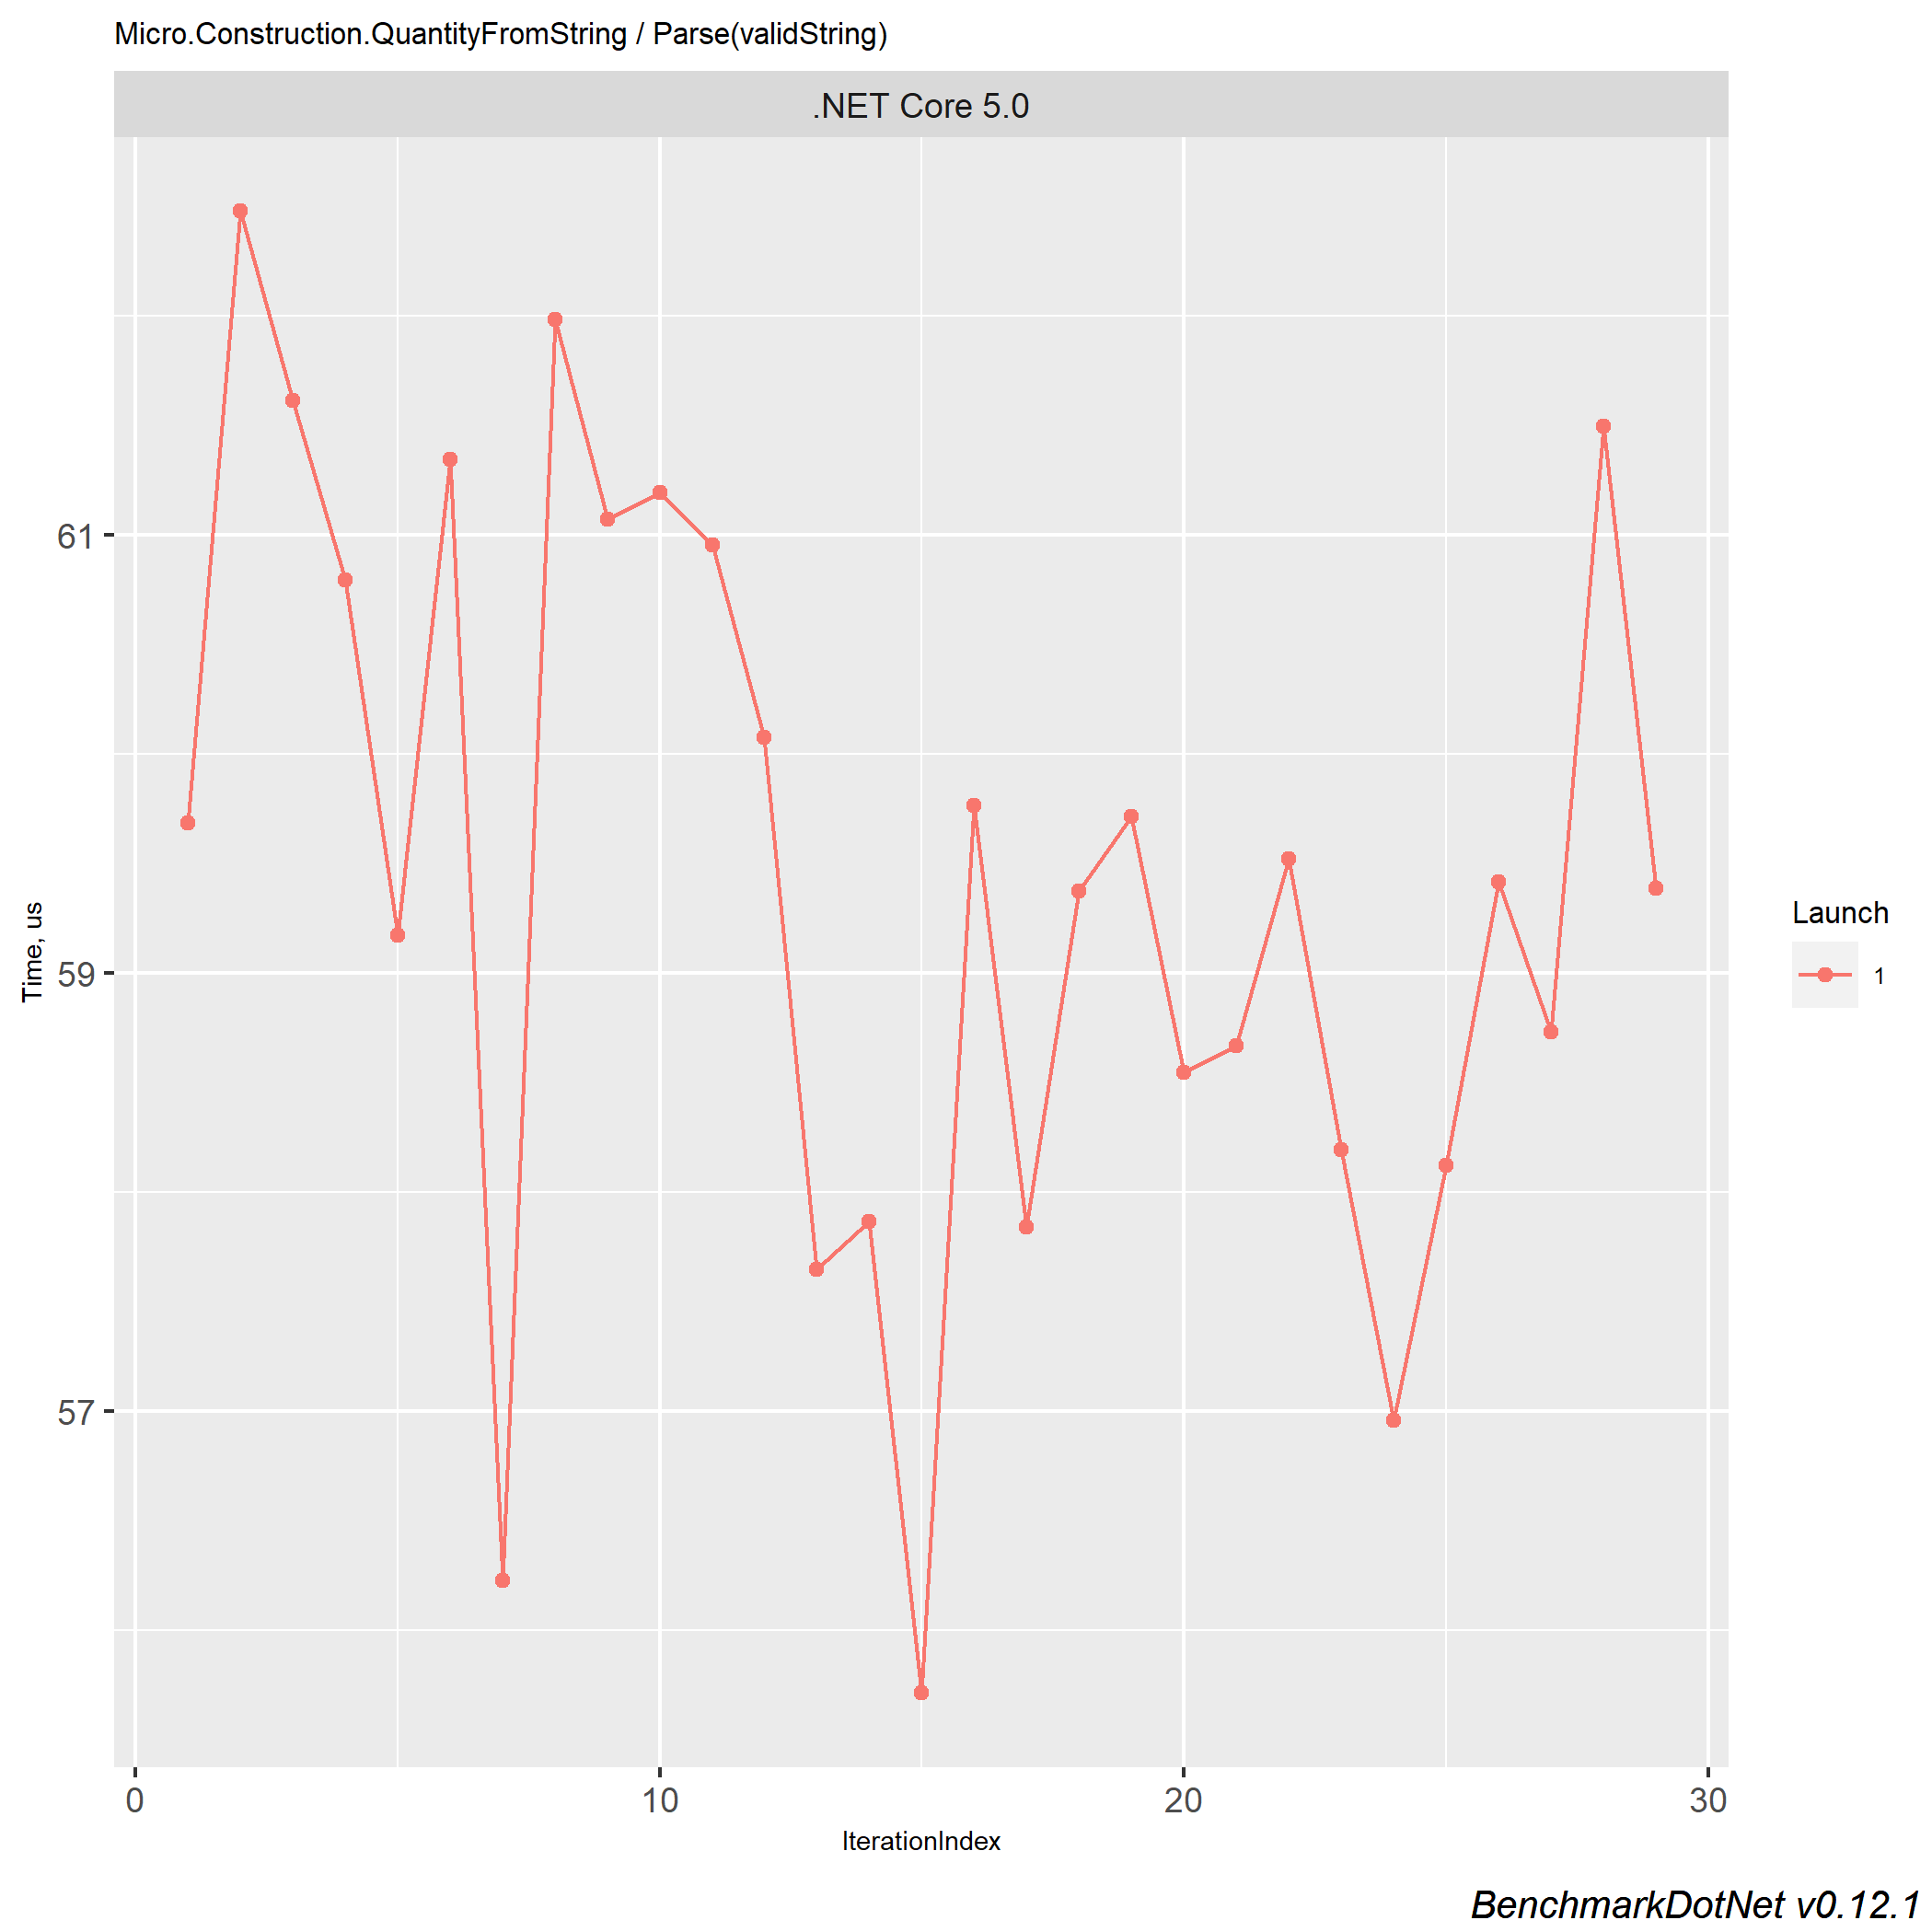 Micro.Construction.QuantityFromString / Parse(validString)
.NET Core 5.0
61
59
57
Time, us
0 10 20 30
IterationIndex
Launch
1
BenchmarkDotNet v0.12.1